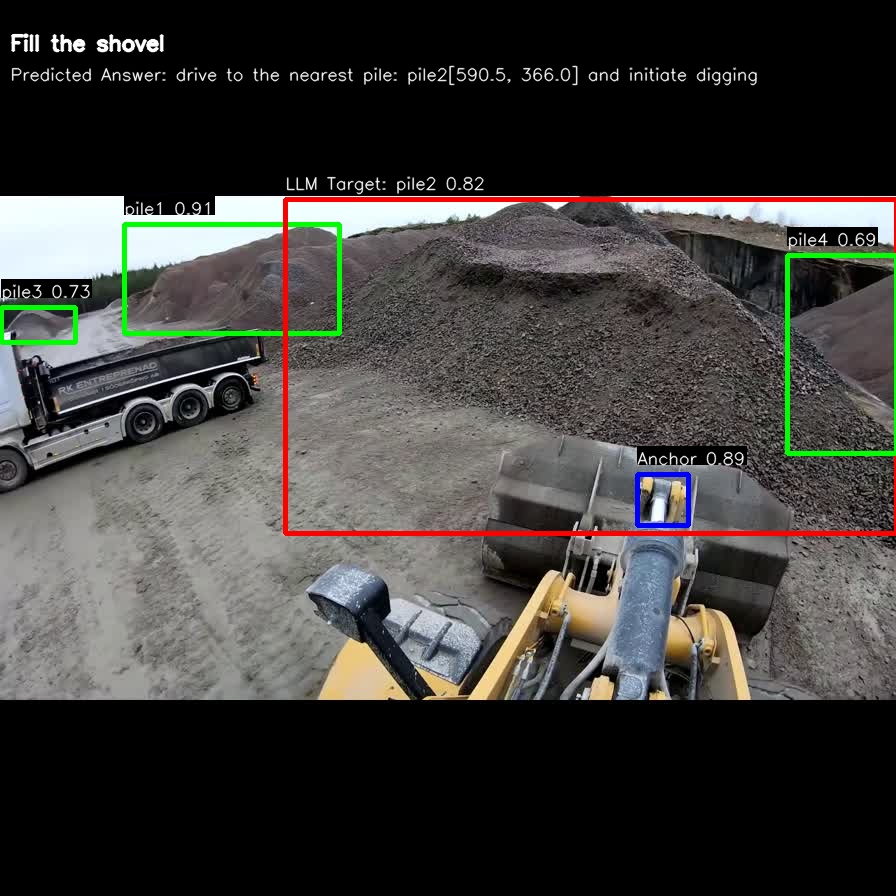 Fill the shovel
Predicted Answer: drive to the nearest pile: pile2[590.5, 366.0] and initiate digging
LLM Target: pile2 0.82
pile1 0.91
pile4 0.69
pile3 0.73
RK ENTREPRENAD
Anchor 0.89